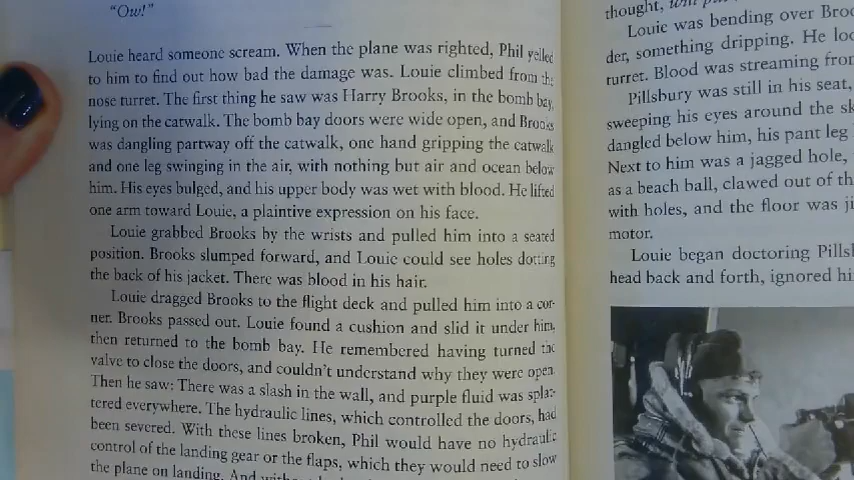 "Ow!"
Louie heard someone scream. When the plane was righted, Phil yelled
to him to find out how bad the damage was. Louie climbed from the
nose turret. The first thing he saw was Harry Brooks, in the bomb bay,
lying on the catwalk. The bomb bay doors were wide open, and Brooks
was dangling partway off the catwalk, one hand gripping the catwalk
and one leg swinging in the air, with nothing but air and ocean below
him. His eyes bulged, and his upper body was wet with blood. He lifted
one arm toward Louie, a plaintive expression on his face.
Louie grabbed Brooks by the wrists and pulled him into a seated
position. Brooks slumped forward, and Louie could see holes dotting
the back of his jacket. There was blood in his hair.
Louie dragged Brooks to the flight deck and pulled him into a cor-
ner. Brooks passed out. Louie found a cushion and slid it under him,
then returned to the bomb bay. He remembered having turned the
valve to close the doors, and couldn't understand why they were open.
Then he saw: There was a slash in the wall, and purple fluid was splat-
tered everywhere. The hydraulic lines, which controlled the doors, had
been severed. With these lines broken, Phil would have no hydraulic
control of the landing gear or the flaps, which they would need to slow
the plane on landing. And
thought,
Louie was bending over
der, something dripping. He
turret. Blood was streaming
Pillsbury was still in his seat,
sweeping his eyes around the
dangled below him, his pant leg
Next to him was a jagged hole,
as a beach ball, clawed out of
with holes, and the floor was
motor.
Louie began doctoring
head back and forth, ignored